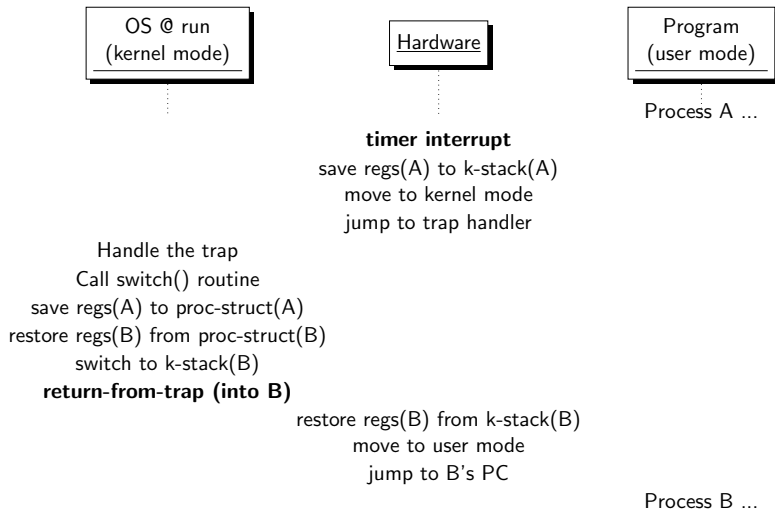 OS @ run
(kernel mode)
Hardware
Program
(user mode)
Process A ...
timer interrupt
save regs(A) to k-stack(A)
move to kernel mode
jump to trap handler
Handle the trap
Call switch() routine
save regs(A) to proc-struct(A)
restore regs(B) from proc-struct(B)
switch to k-stack(B)
return-from-trap (into B)
restore regs(B) from k-stack(B)
move to user mode
jump to B's PC
Process B ...